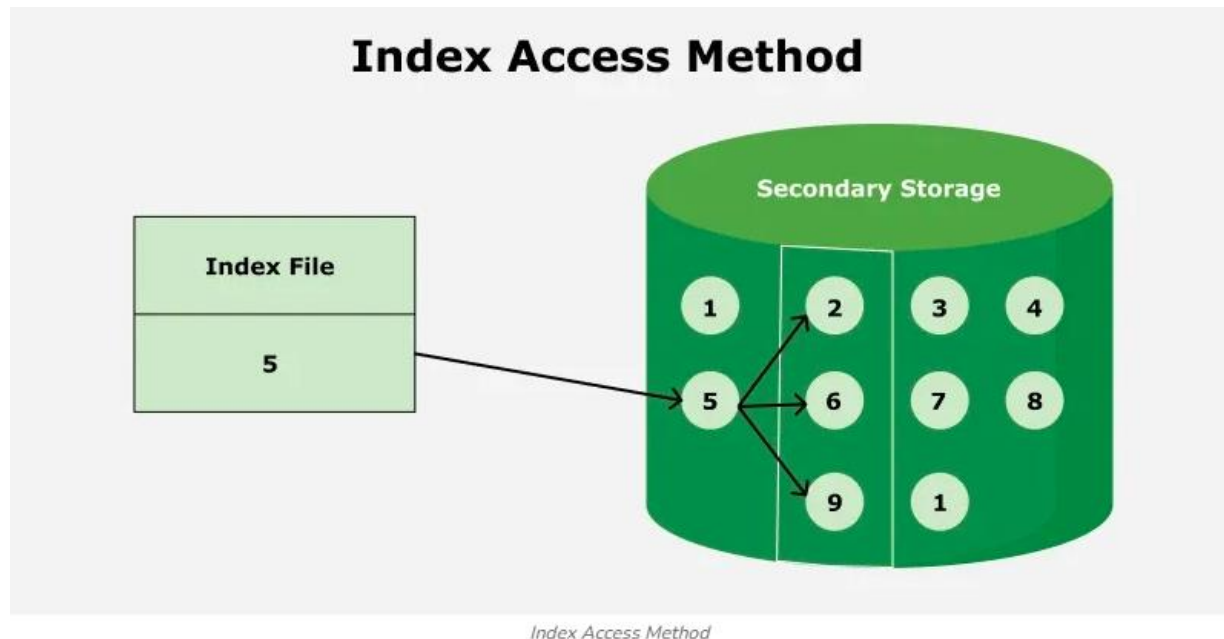 Index Access Method
Secondary Storage
Index File
5
1 2 3 4
5 6 7 8
9 1
Index Access Method